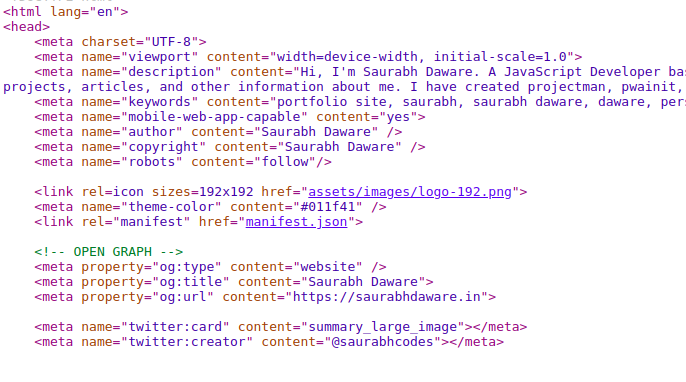 <html lang="en">
<head>
<meta charset="UTF-8">
<meta name="viewport" content="width=device-width, initial-scale=1.0">
<meta name="description" content="Hi, I'm Saurabh Daware. A JavaScript Developer
projects, articles, and other information about me. I have created projectman, pwainit,
<meta name="keywords" content="portfolio site, saurabh, saurabh daware, daware,
<meta name="mobile-web-app-capable" content="yes">
<meta name="author" content="Saurabh Daware" />
<meta name="copyright" content="Saurabh Daware" />
<meta name="robots" content="follow"/>
<link rel=icon sizes=192x192 href="assets/images/logo-192.png">
<meta name="theme-color" content="#011f41" />
<link rel="manifest" href="manifest.json">
<!-- OPEN GRAPH -->
<meta property="og:type" content="website" />
<meta property="og:title" content="Saurabh Daware">
<meta property="og:url" content="https://saurabhdaware.in">
<meta name="twitter:card" content="summary_large_image"></meta>
<meta name="twitter:creator" content="@saurabhcodes"></meta>